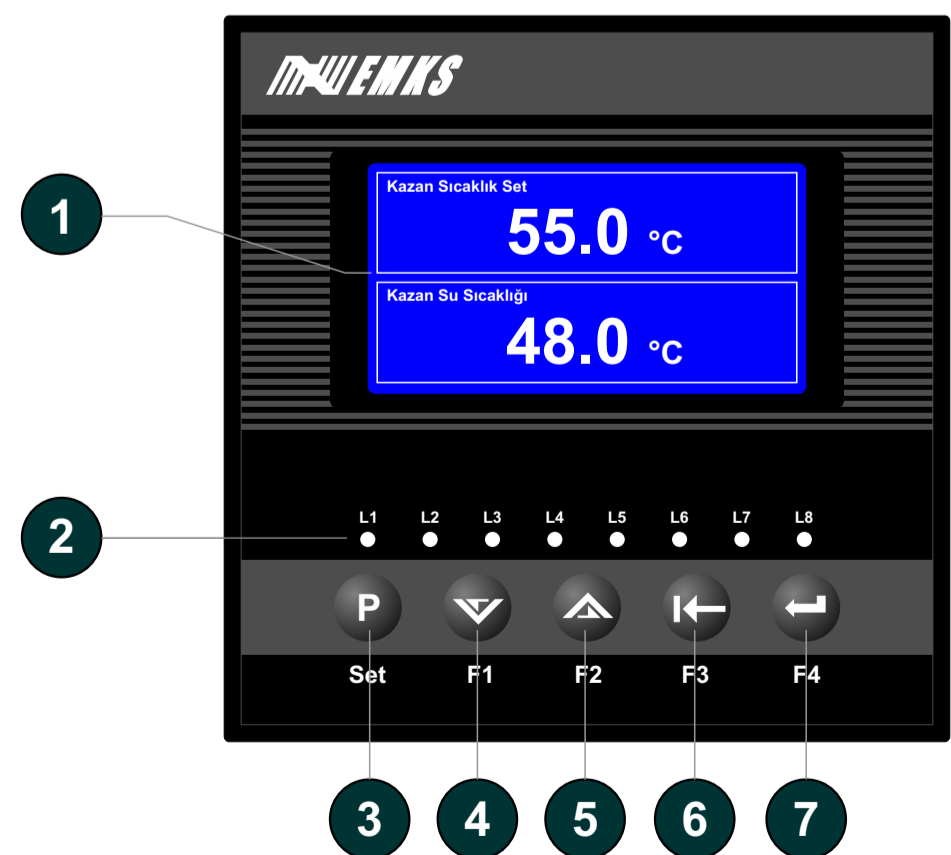 EMKS
Kazan Sıcaklık Set
55.0 °C
1
Kazan Su Sıcaklığı
48.0 °C
L1 L2 L3 L4 L5 L6 L7 L8
2
P
Set F1 F2 F3 F4
3 4 5 6 7